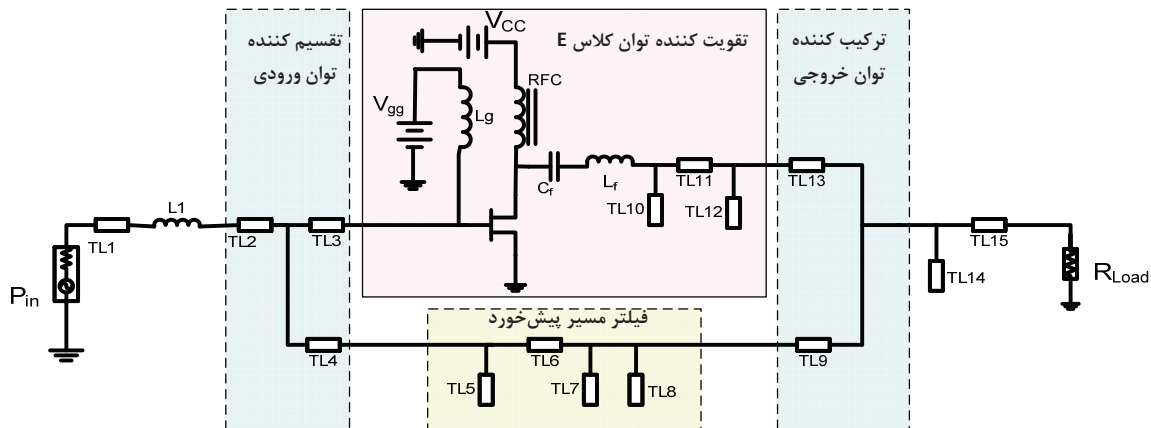 تقسیم کننده
توان ورودی
تقویت کننده توان کلاس E
ترکیب کننده
توان خروجی
VCC
RFC
Vgg
Lg
Cf
Lf
TL10
TL11
TL12
TL13
L1
TL1
TL2
TL3
Pin
TL15
TL14
RLoad
فیلتر مسیر پیش‌خورد
TL4
TL5
TL6
TL7
TL8
TL9